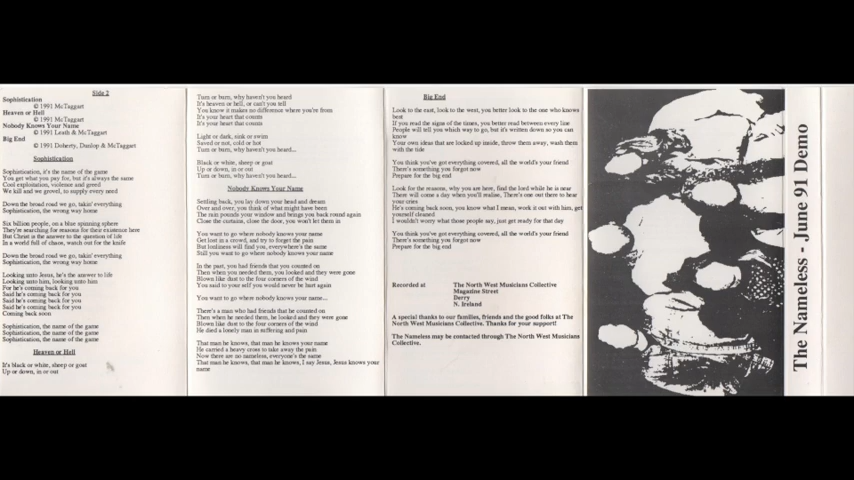 Side 2
Sophistication
© 1991 McTaggart
Heaven or Hell
© 1991 McTaggart
Nobody Knows Your Name
© 1991 Leath & McTaggart
Big End
© 1991 Doherty, Dunlop & McTaggart
Sophistication
Sophistication, it's the name of the game
You get what you pay for, but it's always the same
Cool exploitation, violence and greed
We kill and we grovel, to supply every need
Down the broad road we go, takin' everything
Sophistication, the wrong way home
Six billion people, on a blue spinning sphere
They're searching for reasons for their existence here
But Christ is the answer to the question of life
In a world full of chaos, watch out for the knife
Down the broad road we go, takin' everything
Sophistication, the wrong way home
Looking unto Jesus, he's the answer to life
Looking unto him, looking unto him
For he's coming back for you
Said he's coming back for you
Said he's coming back for you
Said he's coming back for you
Coming back soon
Sophistication, the name of the game
Sophistication, the name of the game
Sophistication, the name of the game
Heaven or Hell
It's black or white, sheep or goat
Up or down, in or out
Turn or burn, why haven't you heard
It's heaven or hell, or can't you tell
You know it makes no difference where you're from
It's your heart that counts
It's your heart that counts
Light or dark, sink or swim
Saved or not, cold or hot
Turn or burn, why haven't you heard...
Black or white, sheep or goat
Up or down, in or out
Turn or burn, why haven't you heard...
Nobody Knows Your Name
Settling back, you lay down your head and dream
Over and over, you think of what might have been
The rain pounds your window and brings you back round again
Close the curtains, close the door, you won't let them in
You want to go where nobody knows your name
Get lost in a crowd, and try to forget the pain
But loneliness will find you, everywhere's the same
Still you want to go where nobody knows your name
In the past, you had friends that you counted on
Then when you needed them, you looked and they were gone
Blown like dust to the four corners of the wind
You said to your self you would never be hurt again
You want to go where nobody knows your name...
There's a man who had friends that he counted on
Then when he needed them, he looked and they were gone
Blown like dust to the four corners of the wind
He died a lonely man in suffering and pain
That man he knows, that man he knows your name
He carried a heavy cross to take away the pain
Now there are no nameless, everyone's the same
That man he knows, that man he knows, I say Jesus, Jesus knows your
name
Big End
Look to the east, look to the west, you better look to the one who knows
best
If you read the signs of the times, you better read between every line
People will tell you which way to go, but it's written down so you can
know
Your own ideas that are locked up inside, throw them away, wash them
with the tide
You think you've got everything covered, all the world's your friend
There's something you forgot now
Prepare for the big end
Look for the reasons, why you are here, find the lord while he is near
There will come a day when you'll realise, There's one out there to hear
your cries
He's coming back soon, you know what I mean, work it out with him, get
yourself cleaned
I wouldn't worry what those people say, just get ready for that day
You think you've got everything covered, all the world's your friend
There's something you forgot now
Prepare for the big end
Recorded at The North West Musicians Collective
Magazine Street
Derry
N. Ireland
A special thanks to our families, friends and the good folks at The
North West Musicians Collective. Thanks for your support!
The Nameless may be contacted through The North West Musicians
Collective.
The Nameless - June 91 Demo